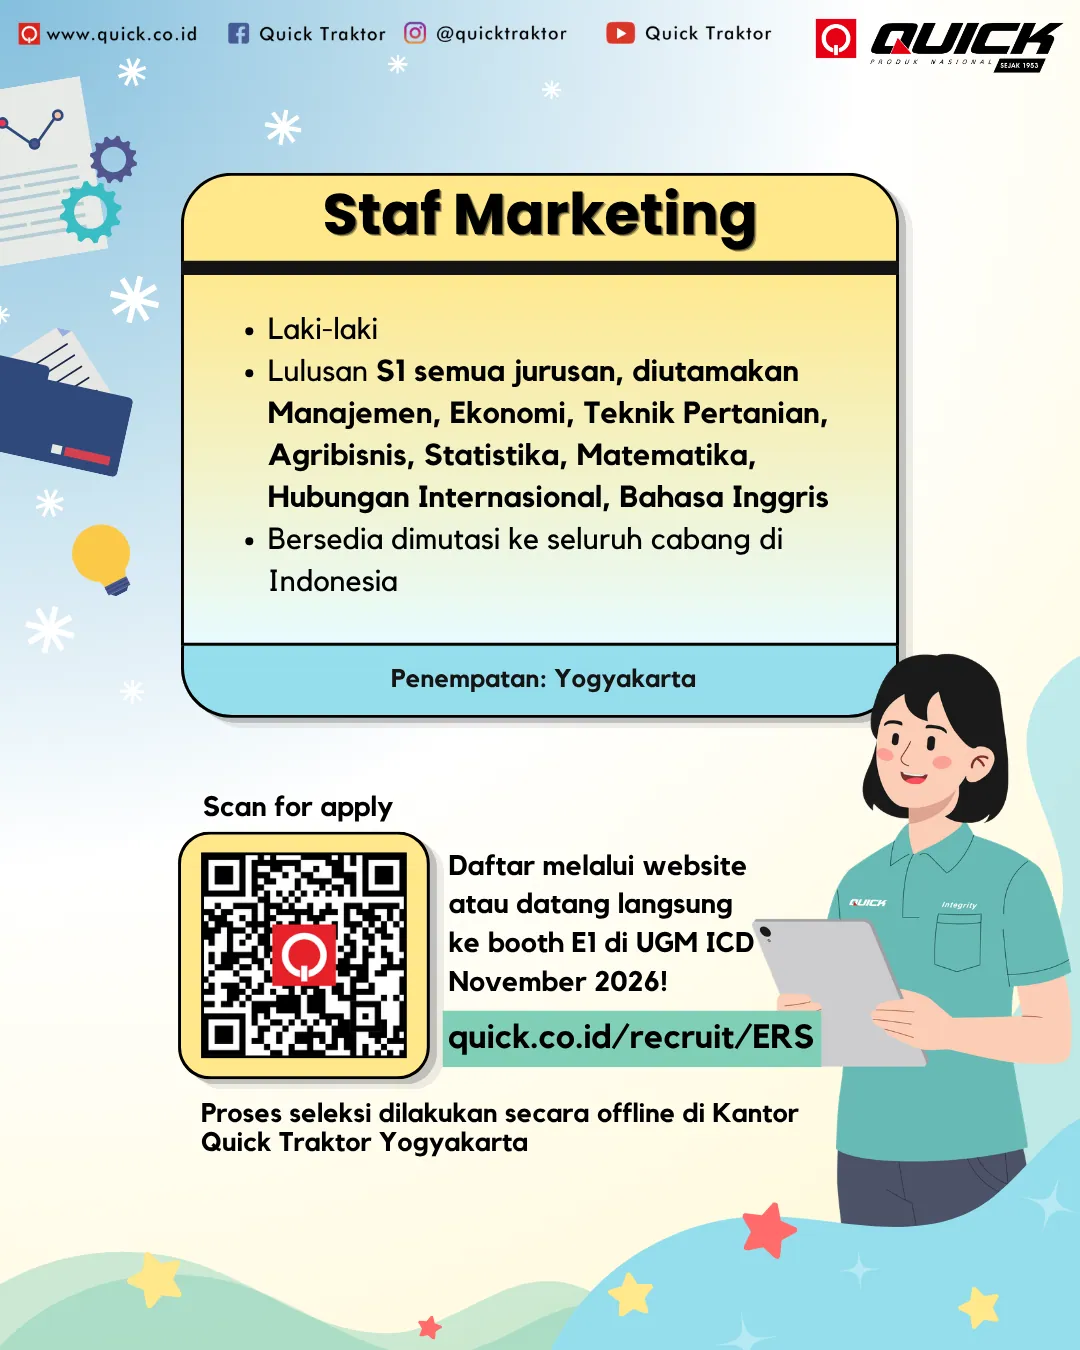 www.quick.co.id
Quick Traktor
@quicktraktor
Quick Traktor
QUICK
PRODUK NASIONAL
SEJAK 1953
Staf Marketing
• Laki-laki
• Lulusan S1 semua jurusan, diutamakan
Manajemen, Ekonomi, Teknik Pertanian,
Agribisnis, Statistika, Matematika,
Hubungan Internasional, Bahasa Inggris
• Bersedia dimutasi ke seluruh cabang di
Indonesia
Penempatan: Yogyakarta
Scan for apply
Daftar melalui website
atau datang langsung
ke booth E1 di UGM ICD
November 2026!
quick.co.id/recruit/ERS
QUICK
Integrity
Proses seleksi dilakukan secara offline di Kantor
Quick Traktor Yogyakarta